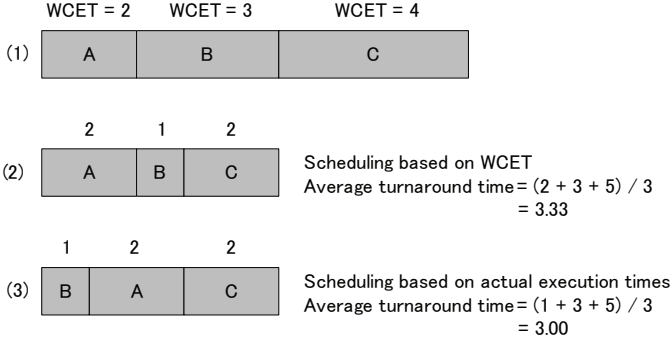 WCET = 2 WCET = 3 WCET = 4
(1) A B C
2 1 2
(2) A B C
Scheduling based on WCET
Average turnaround time = (2 + 3 + 5) / 3
= 3.33
1 2 2
(3) B A C
Scheduling based on actual execution times
Average turnaround time = (1 + 3 + 5) / 3
= 3.00